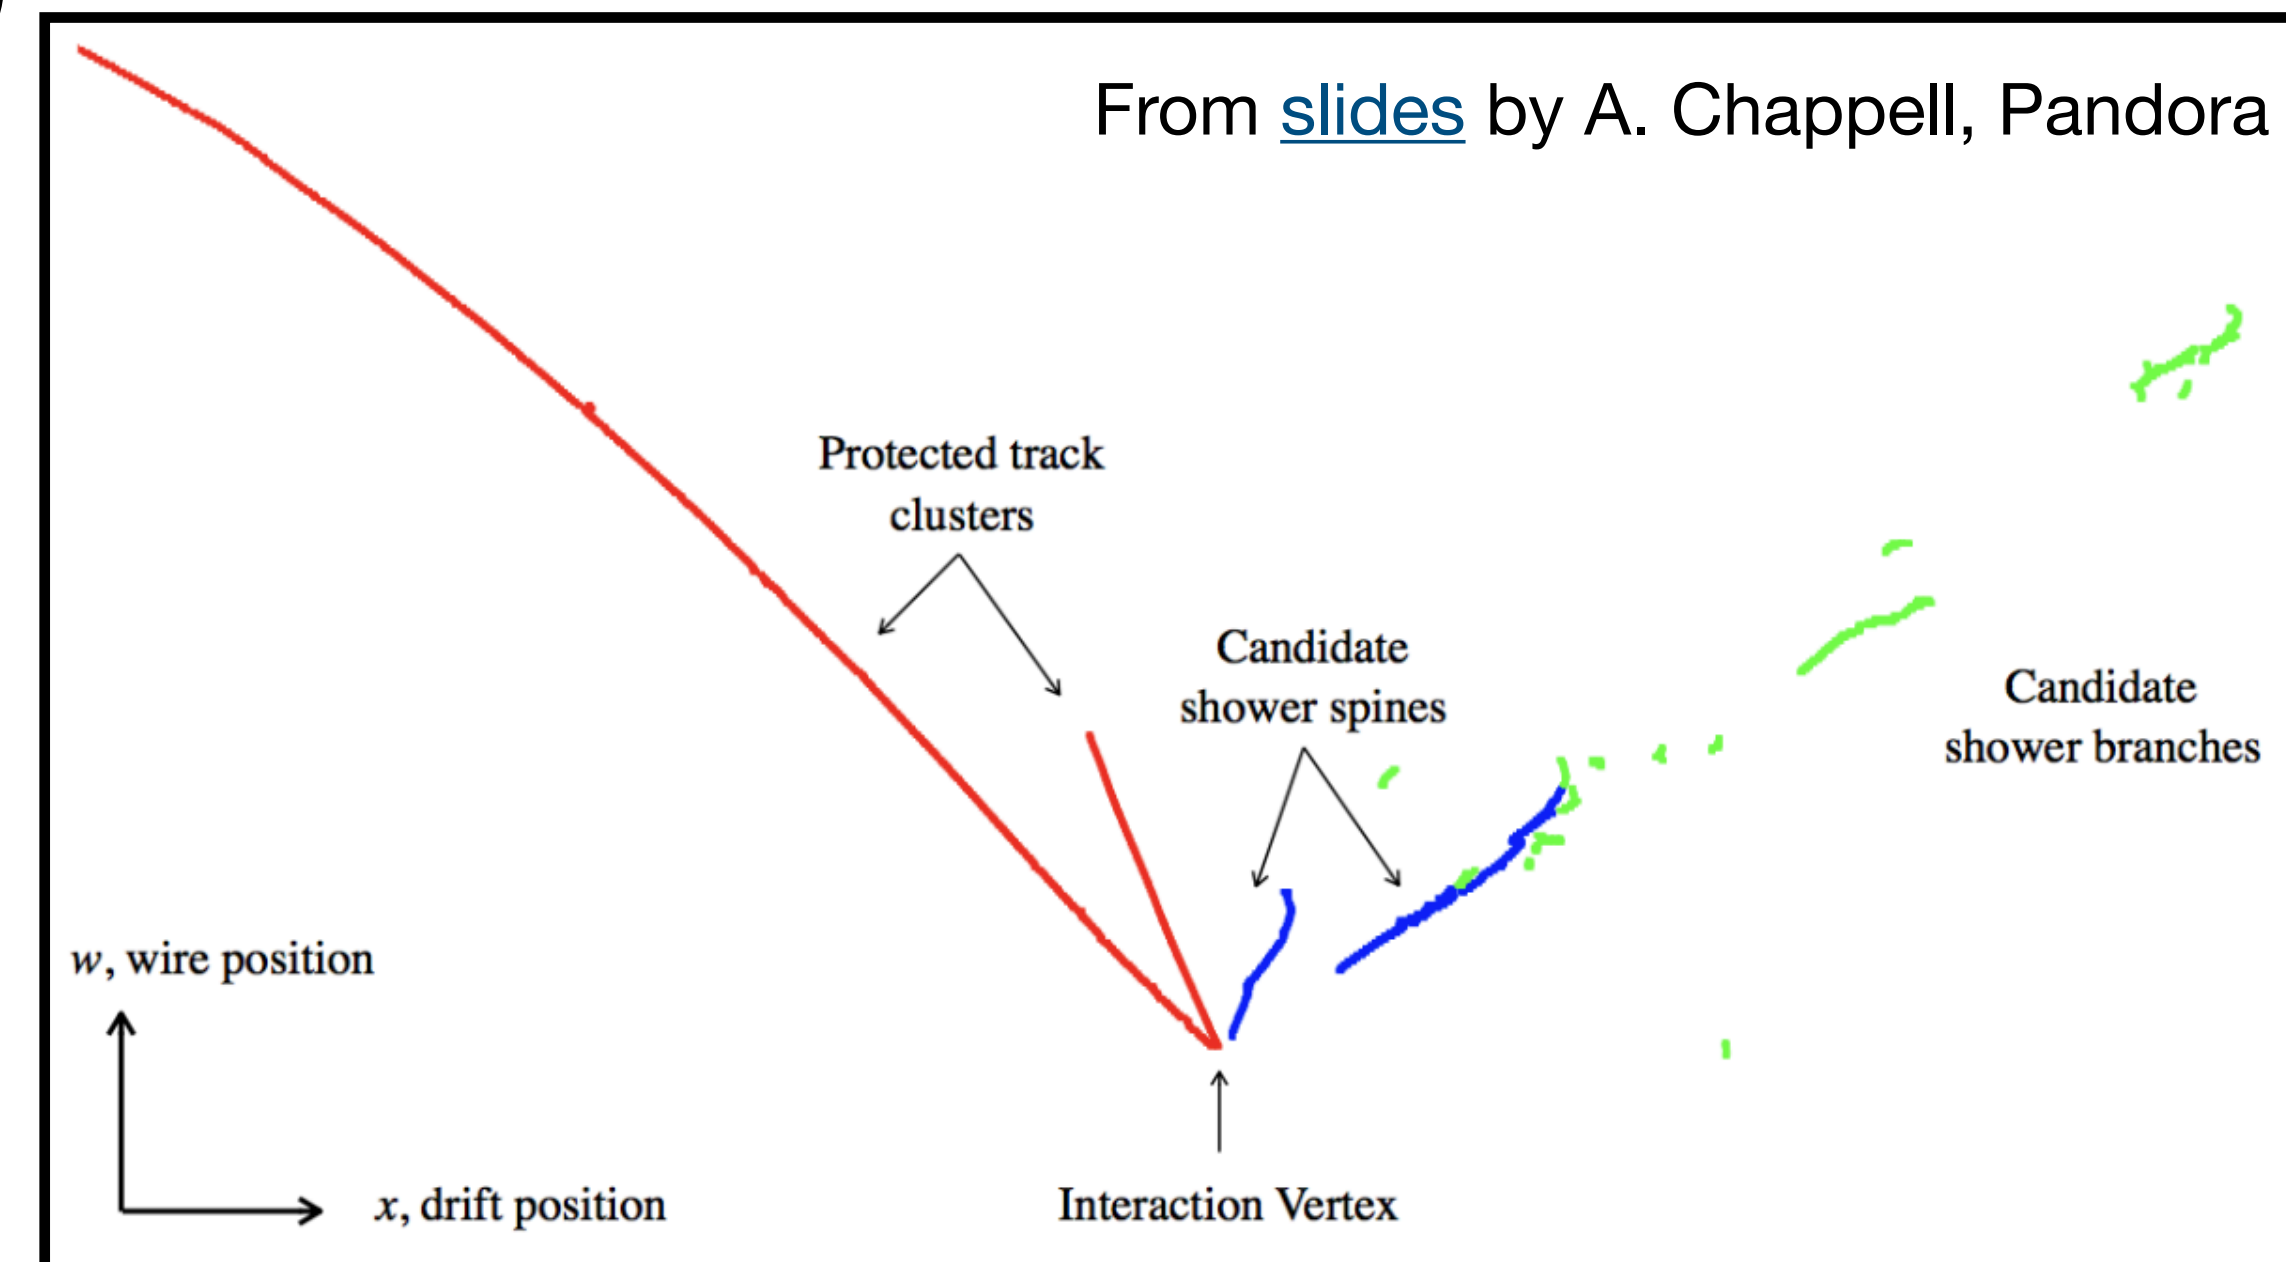 From slides by A. Chappell, Pandora
Protected track
clusters
Candidate
shower spines
Candidate
shower branches
w, wire position
x, drift position
Interaction Vertex